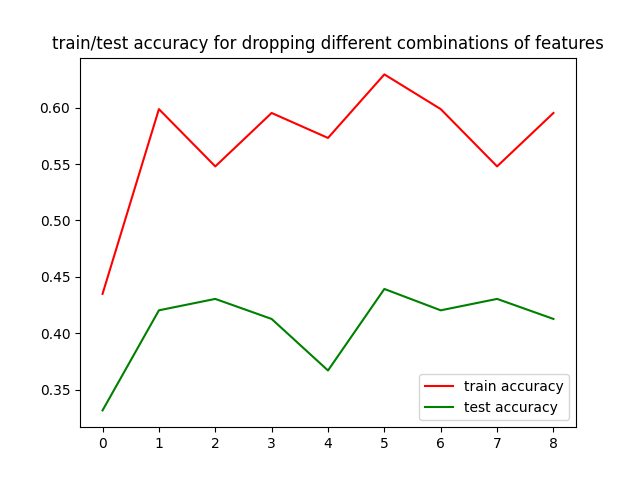 train/test accuracy for dropping different combinations of features
0.60
0.55
0.50
0.45
0.40
0.35
train accuracy
test accuracy
0 1 2 3 4 5 6 7 8